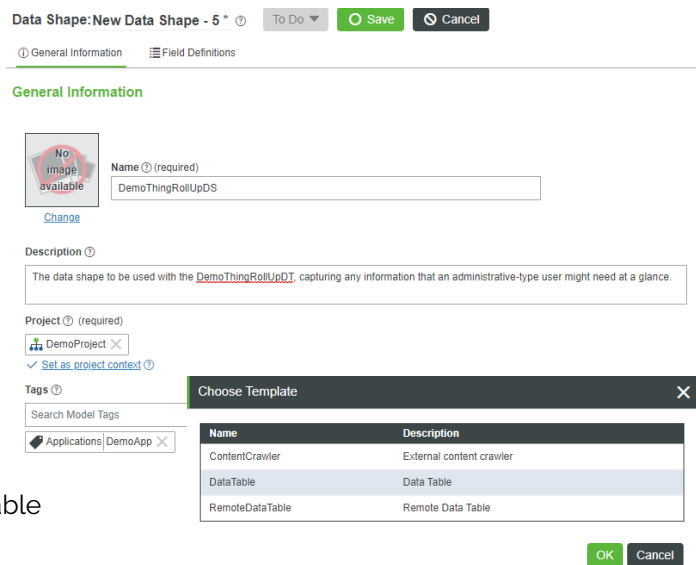 Data Shape: New Data Shape - 5 * To Do Save Cancel
General Information Field Definitions
General Information
No
image
available
Name (required)
DemoThingRollUpDS
Change
Description
The data shape to be used with the DemoThingRollUpDT, capturing any information that an administrative-type user might need at a glance.
Project (required)
DemoProject
Set as project context
Tags
Search Model Tags
Applications DemoApp
Choose Template
Name Description
ContentCrawler External content crawler
DataTable Data Table
RemoteDataTable Remote Data Table
OK Cancel